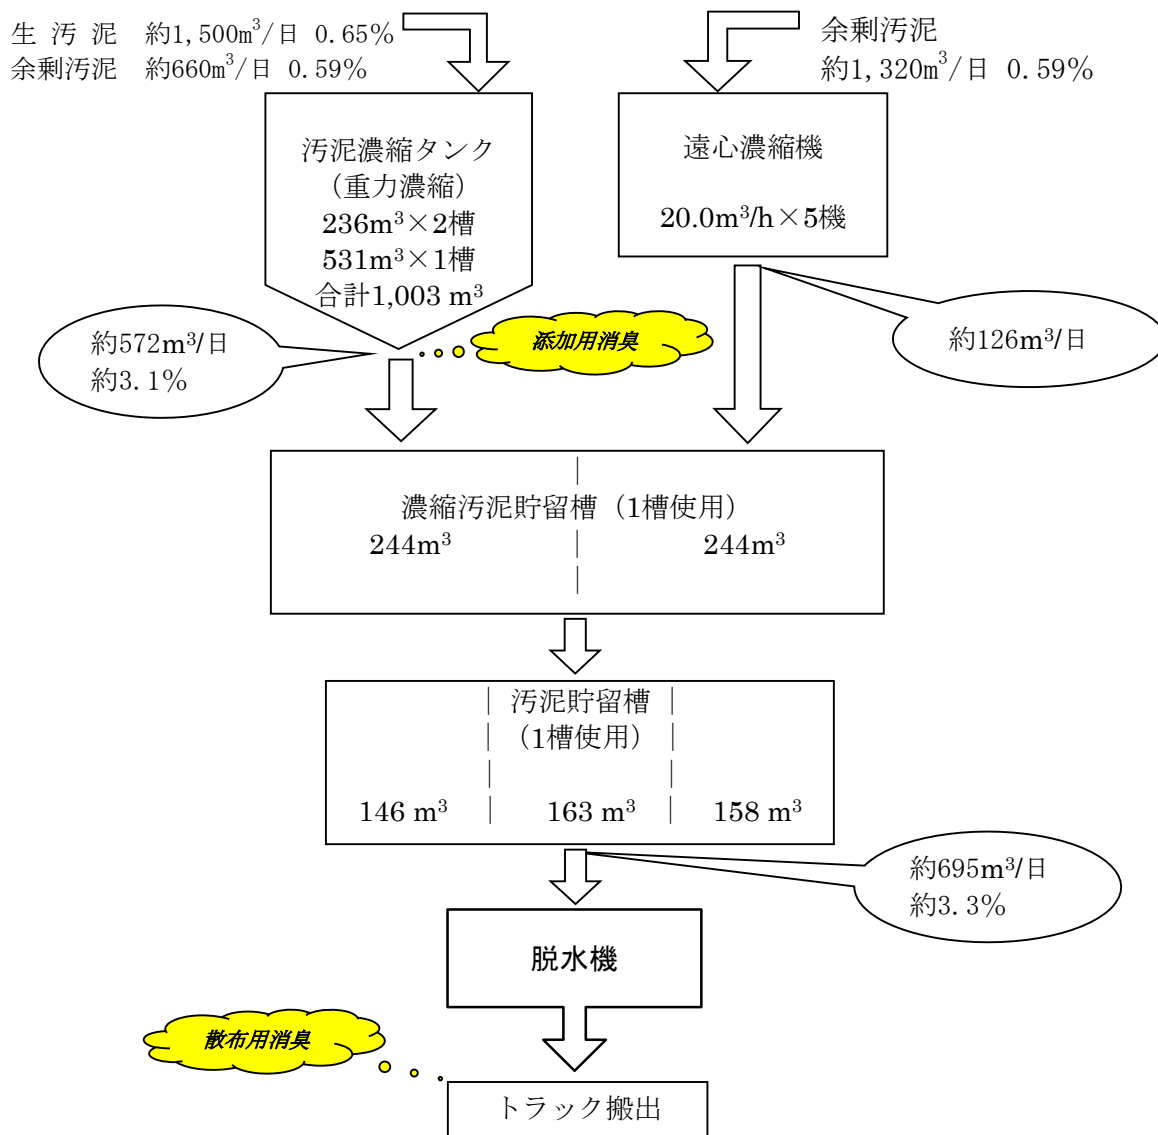 生 汚 泥　約1,500m³/日 0.65%
余剰汚泥　約660m³/日 0.59%
余剰汚泥
約1,320m³/日 0.59%
汚泥濃縮タンク
（重力濃縮）
236m³×2槽
531m³×1槽
合計1,003 m³
遠心濃縮機
20.0m³/h×5機
約572m³/日
約3.1%
添加用消臭
約126m³/日
濃縮汚泥貯留槽（1槽使用）
244m³ 244m³
汚泥貯留槽
（1槽使用）
146 m³ 163 m³ 158 m³
約695m³/日
約3.3%
脱水機
散布用消臭
トラック搬出